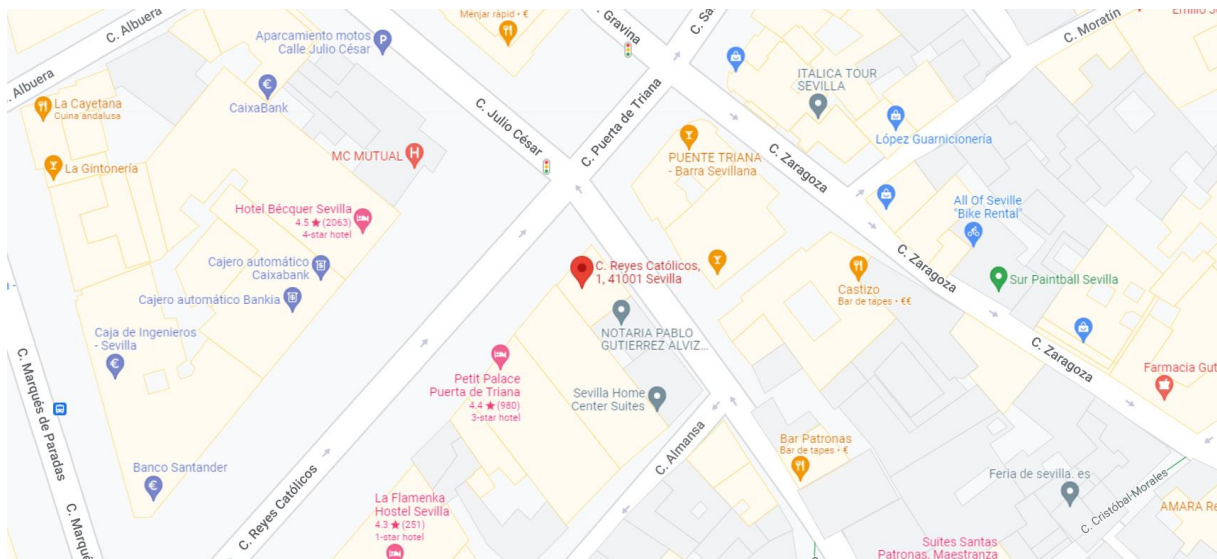 C. Albuera
. Albuera
Aparcamiento motos
Calle Julio César
P
Menjar ràpid • €
C. Gravina
C. Moratín
CaixaBank
€
La Cayetana
Cuina andalusa
La Gintonería
MC MUTUAL
H
C. Julio César
C. Puerta de Triana
ITALICA TOUR
SEVILLA
López Guarnicionería
PUENTE TRIANA
- Barra Sevillana
C. Zaragoza
Hotel Bécquer Sevilla
4.5 ★ (2063)
4-star hotel
All Of Seville
"Bike Rental"
Cajero automático
Caixabank
C. Reyes Católicos,
1, 41001 Sevilla
C. Zaragoza
Sur Paintball Sevilla
Castizo
Bar de tapes • €€
Cajero automático Bankia
Caja de Ingenieros
- Sevilla
€
NOTARIA PABLO
GUTIERREZ ALVIZ...
C. Zaragoza
Farmacia Gut
Petit Palace
Puerta de Triana
4.4 ★ (980)
3-star hotel
Sevilla Home
Center Suites
C. Marqués de Paradas
C. Almansa
Bar Patronas
Bar de tapes • €
Banco Santander
€
Feria de sevilla. es
C. Reyes Católicos
La Flamenka
Hostel Sevilla
4.3 ★ (251)
1-star hotel
C. Cristóbal-Morales
AMARA Re
C. Marqu
Suites Santas
Patronas, Maestranza